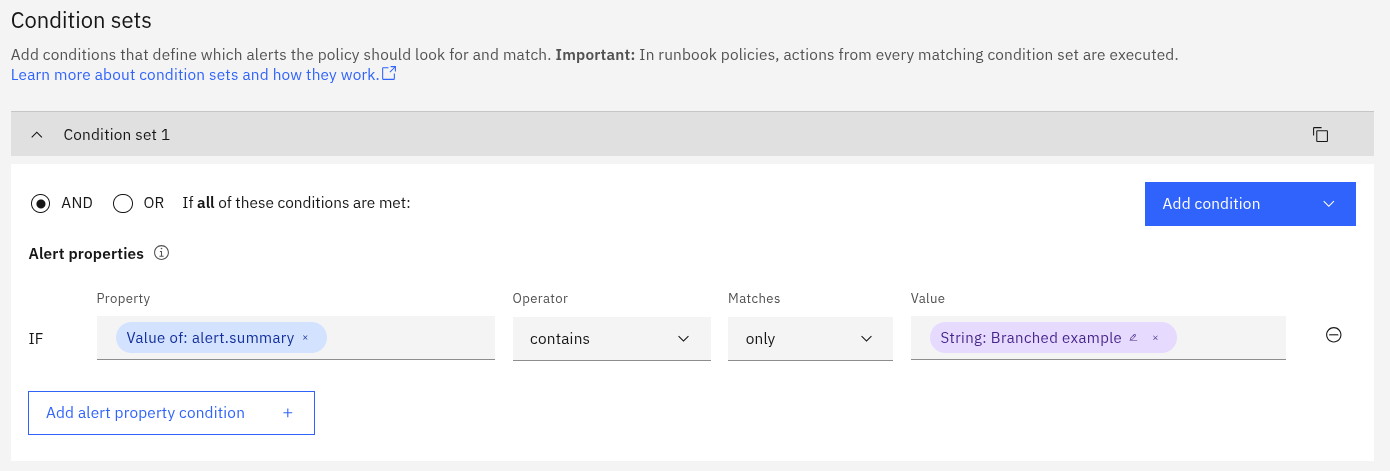 Condition sets
Add conditions that define which alerts the policy should look for and match. Important: In runbook policies, actions from every matching condition set are executed.
Learn more about condition sets and how they work.
Condition set 1
AND OR If all of these conditions are met:
Add condition
Alert properties
Property Operator Matches Value
IF Value of: alert.summary × contains only String: Branched example ×
Add alert property condition +